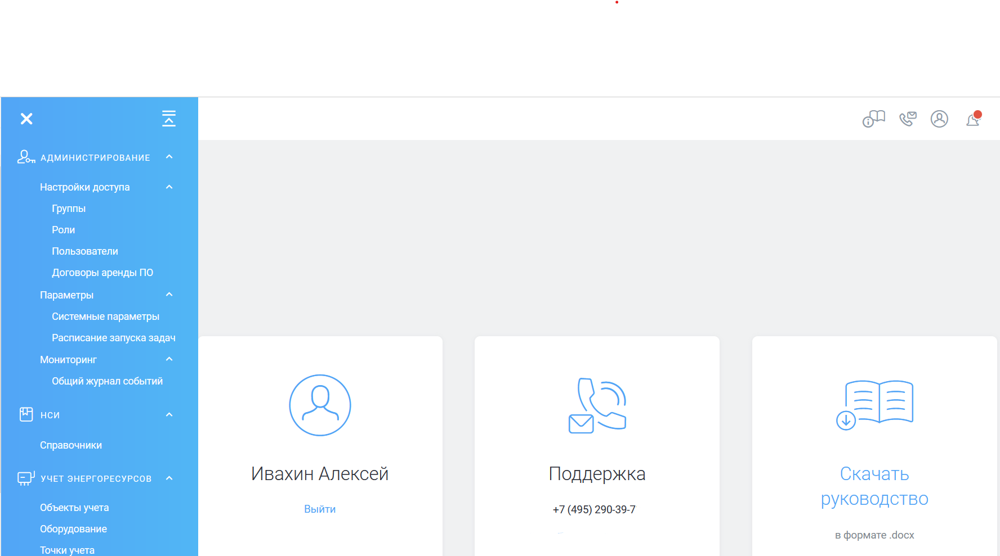 АДМИНИСТРИРОВАНИЕ
Настройки доступа
Группы
Роли
Пользователи
Договоры аренды ПО
Параметры
Системные параметры
Расписание запуска задач
Мониторинг
Общий журнал событий
НСИ
Справочники
УЧЕТ ЭНЕРГОРЕСУРСОВ
Объекты учета
Оборудование
Точки учета
Ивахин Алексей
Выйти
Поддержка
+7 (495) 290-39-7
Скачать
руководство
в формате .docx